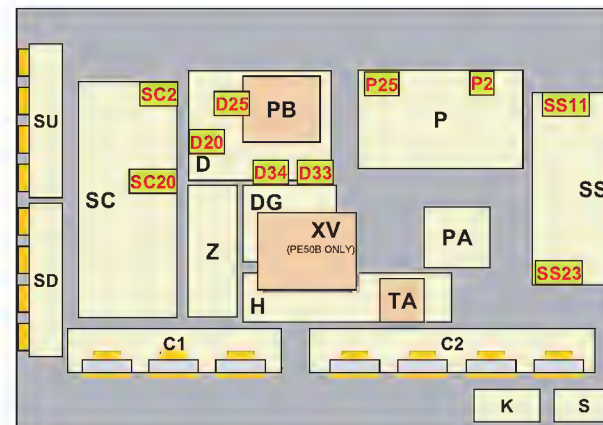 SU
SD
SC2
SC20
SC
D25
PB
D20
D
D34
D33
P25
P2
P
SS11
SS
SS23
DG
Z
XV
(PE50B ONLY)
PA
H
TA
C1
C2
K
S